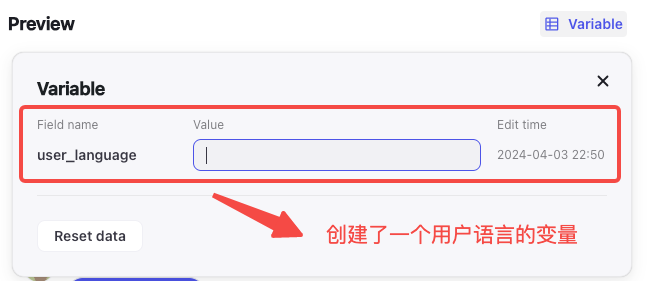 Preview
Variable
Variable
Field name Value Edit time
user_language 2024-04-03 22:50
Reset data
创建了一个用户语言的变量